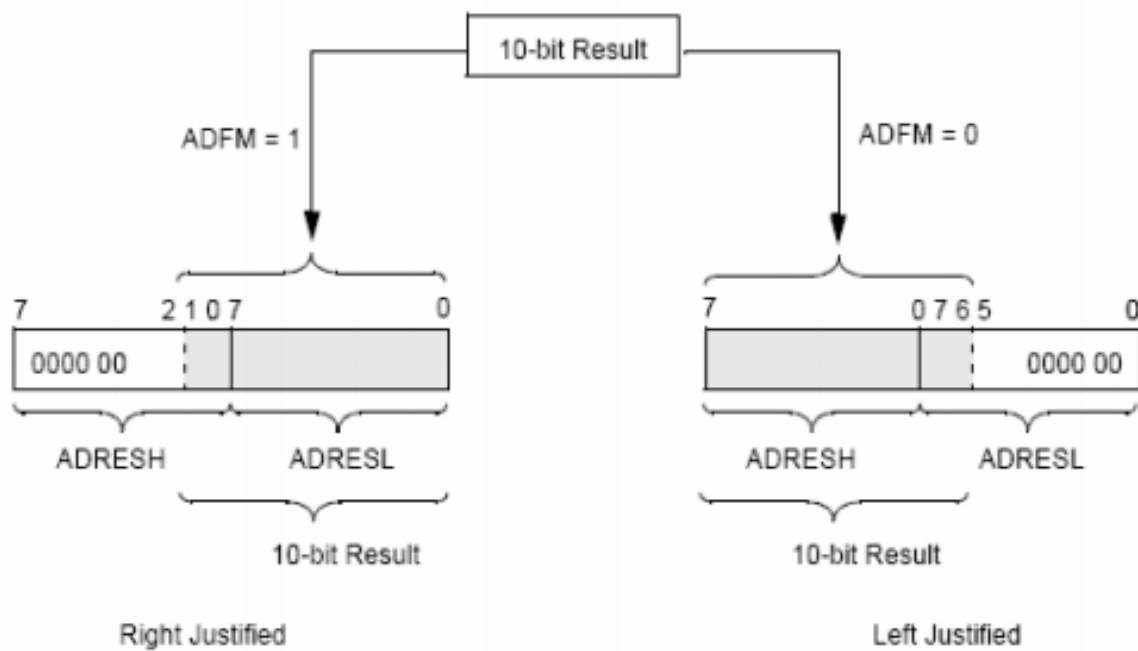 10-bit Result
ADFM = 1
ADFM = 0
7 2 1 0 7 0
7 0 7 6 5 0
0000 00
0000 00
ADRESH
ADRESL
ADRESH
ADRESL
10-bit Result
10-bit Result
Right Justified
Left Justified